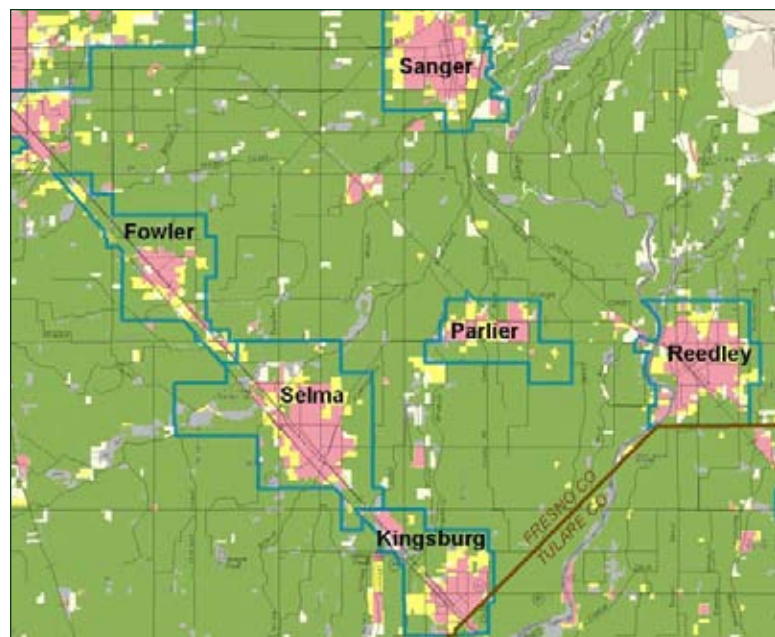 Sanger
Fowler
Parlier
Reedley
Selma
Kingsburg
FRESNO CO
TULARE CO